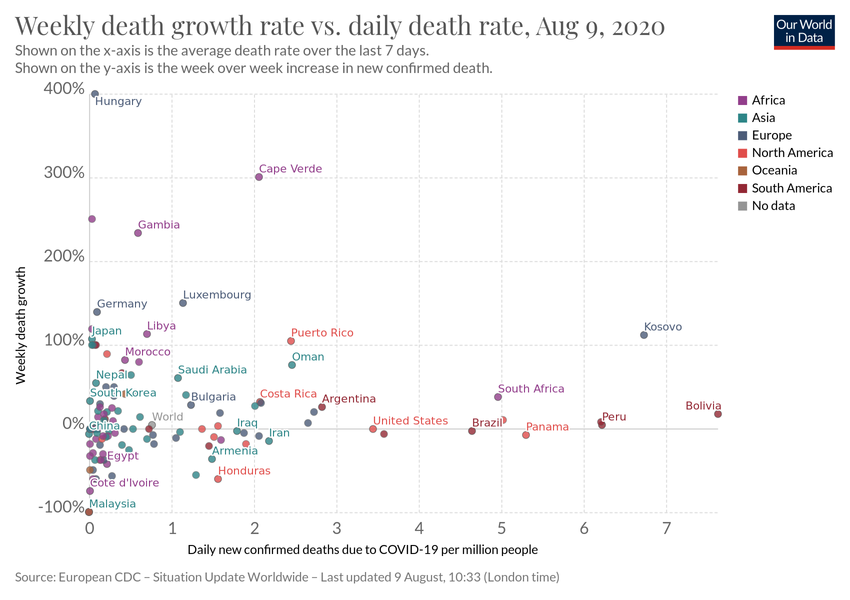 Weekly death growth rate vs. daily death rate, Aug 9, 2020
Our World
in Data
Shown on the x-axis is the average death rate over the last 7 days.
Shown on the y-axis is the week over week increase in new confirmed death.
400%
Hungary
Africa
Asia
Europe
North America
Oceania
South America
No data
300%
Cape Verde
Gambia
200%
Luxembourg
Germany
Libya
Kosovo
Japan
Puerto Rico
100%
Morocco
Oman
Nepal
Saudi Arabia
South Korea
Costa Rica
South Africa
Bulgaria
Argentina
Bolivia
World
Peru
0%
China
Iraq
United States
Brazil
Panama
Iran
Egypt
Armenia
Honduras
Cote d'Ivoire
Malaysia
-100%
0 1 2 3 4 5 6 7
Weekly death growth
Daily new confirmed deaths due to COVID-19 per million people
Source: European CDC – Situation Update Worldwide – Last updated 9 August, 10:33 (London time)